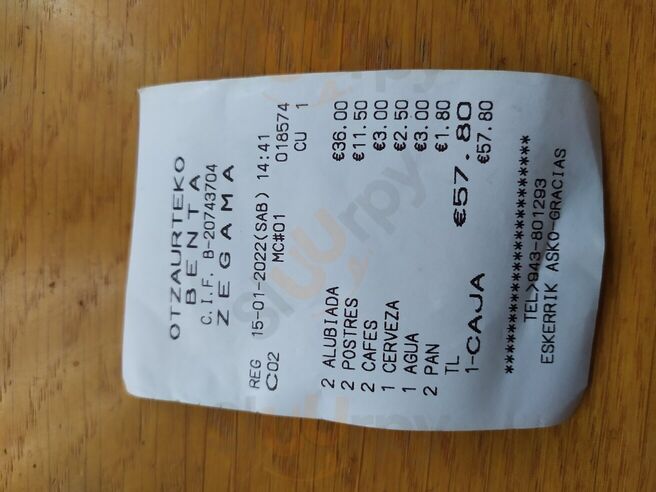 OTZAURTEKO
BENTA
C.I.F. B-20743704
ZEGAMA
REG 15-01-2022(SAB) 14:41
C02 MC#01 018574
CU 1
2 ALUBIADA €36.00
2 POSTRES €11.50
2 CAFES €3.00
1 CERVEZA €2.50
1 AGUA €3.00
2 PAN €1.80
TL €57.80
1-CAJA €57.80
******************************
TEL>943-801293
******************************
ESKERRIK ASKO-GRACIAS
sluurpy